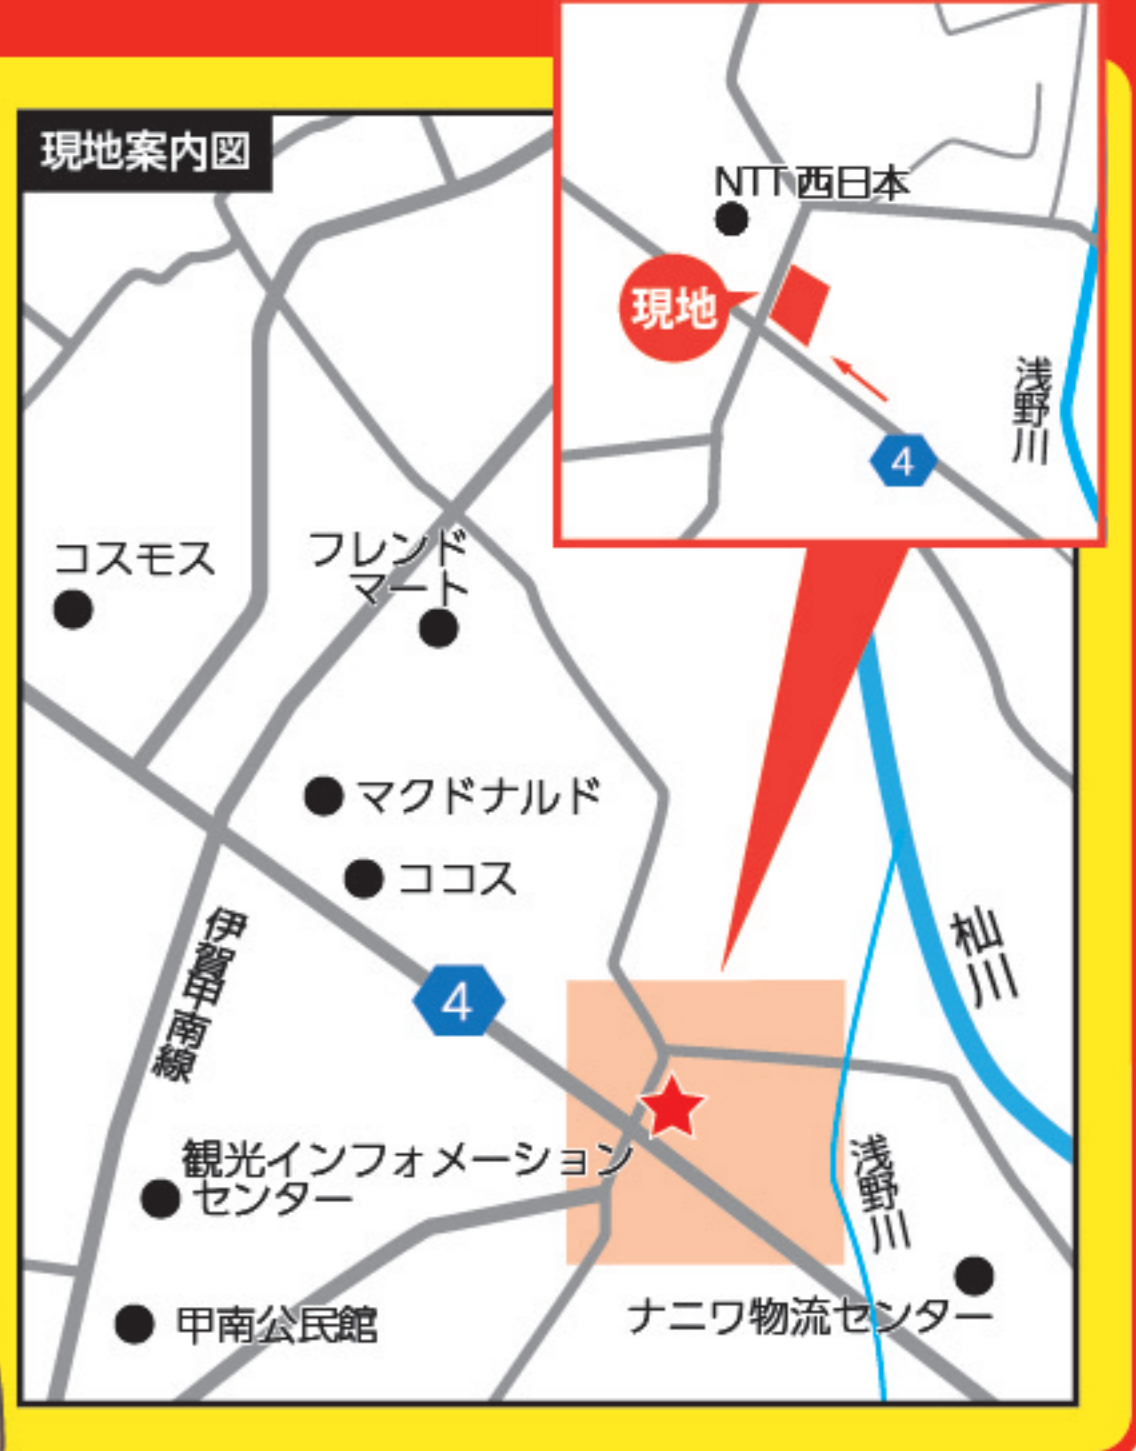 現地案内図
NTT 西日本
現地
浅野川
4
コスモス
フレンド
マート
マクドナルド
ココス
伊賀甲南線
4
杣川
観光インフォメーション
センター
浅野川
甲南公民館
ナニワ物流センター